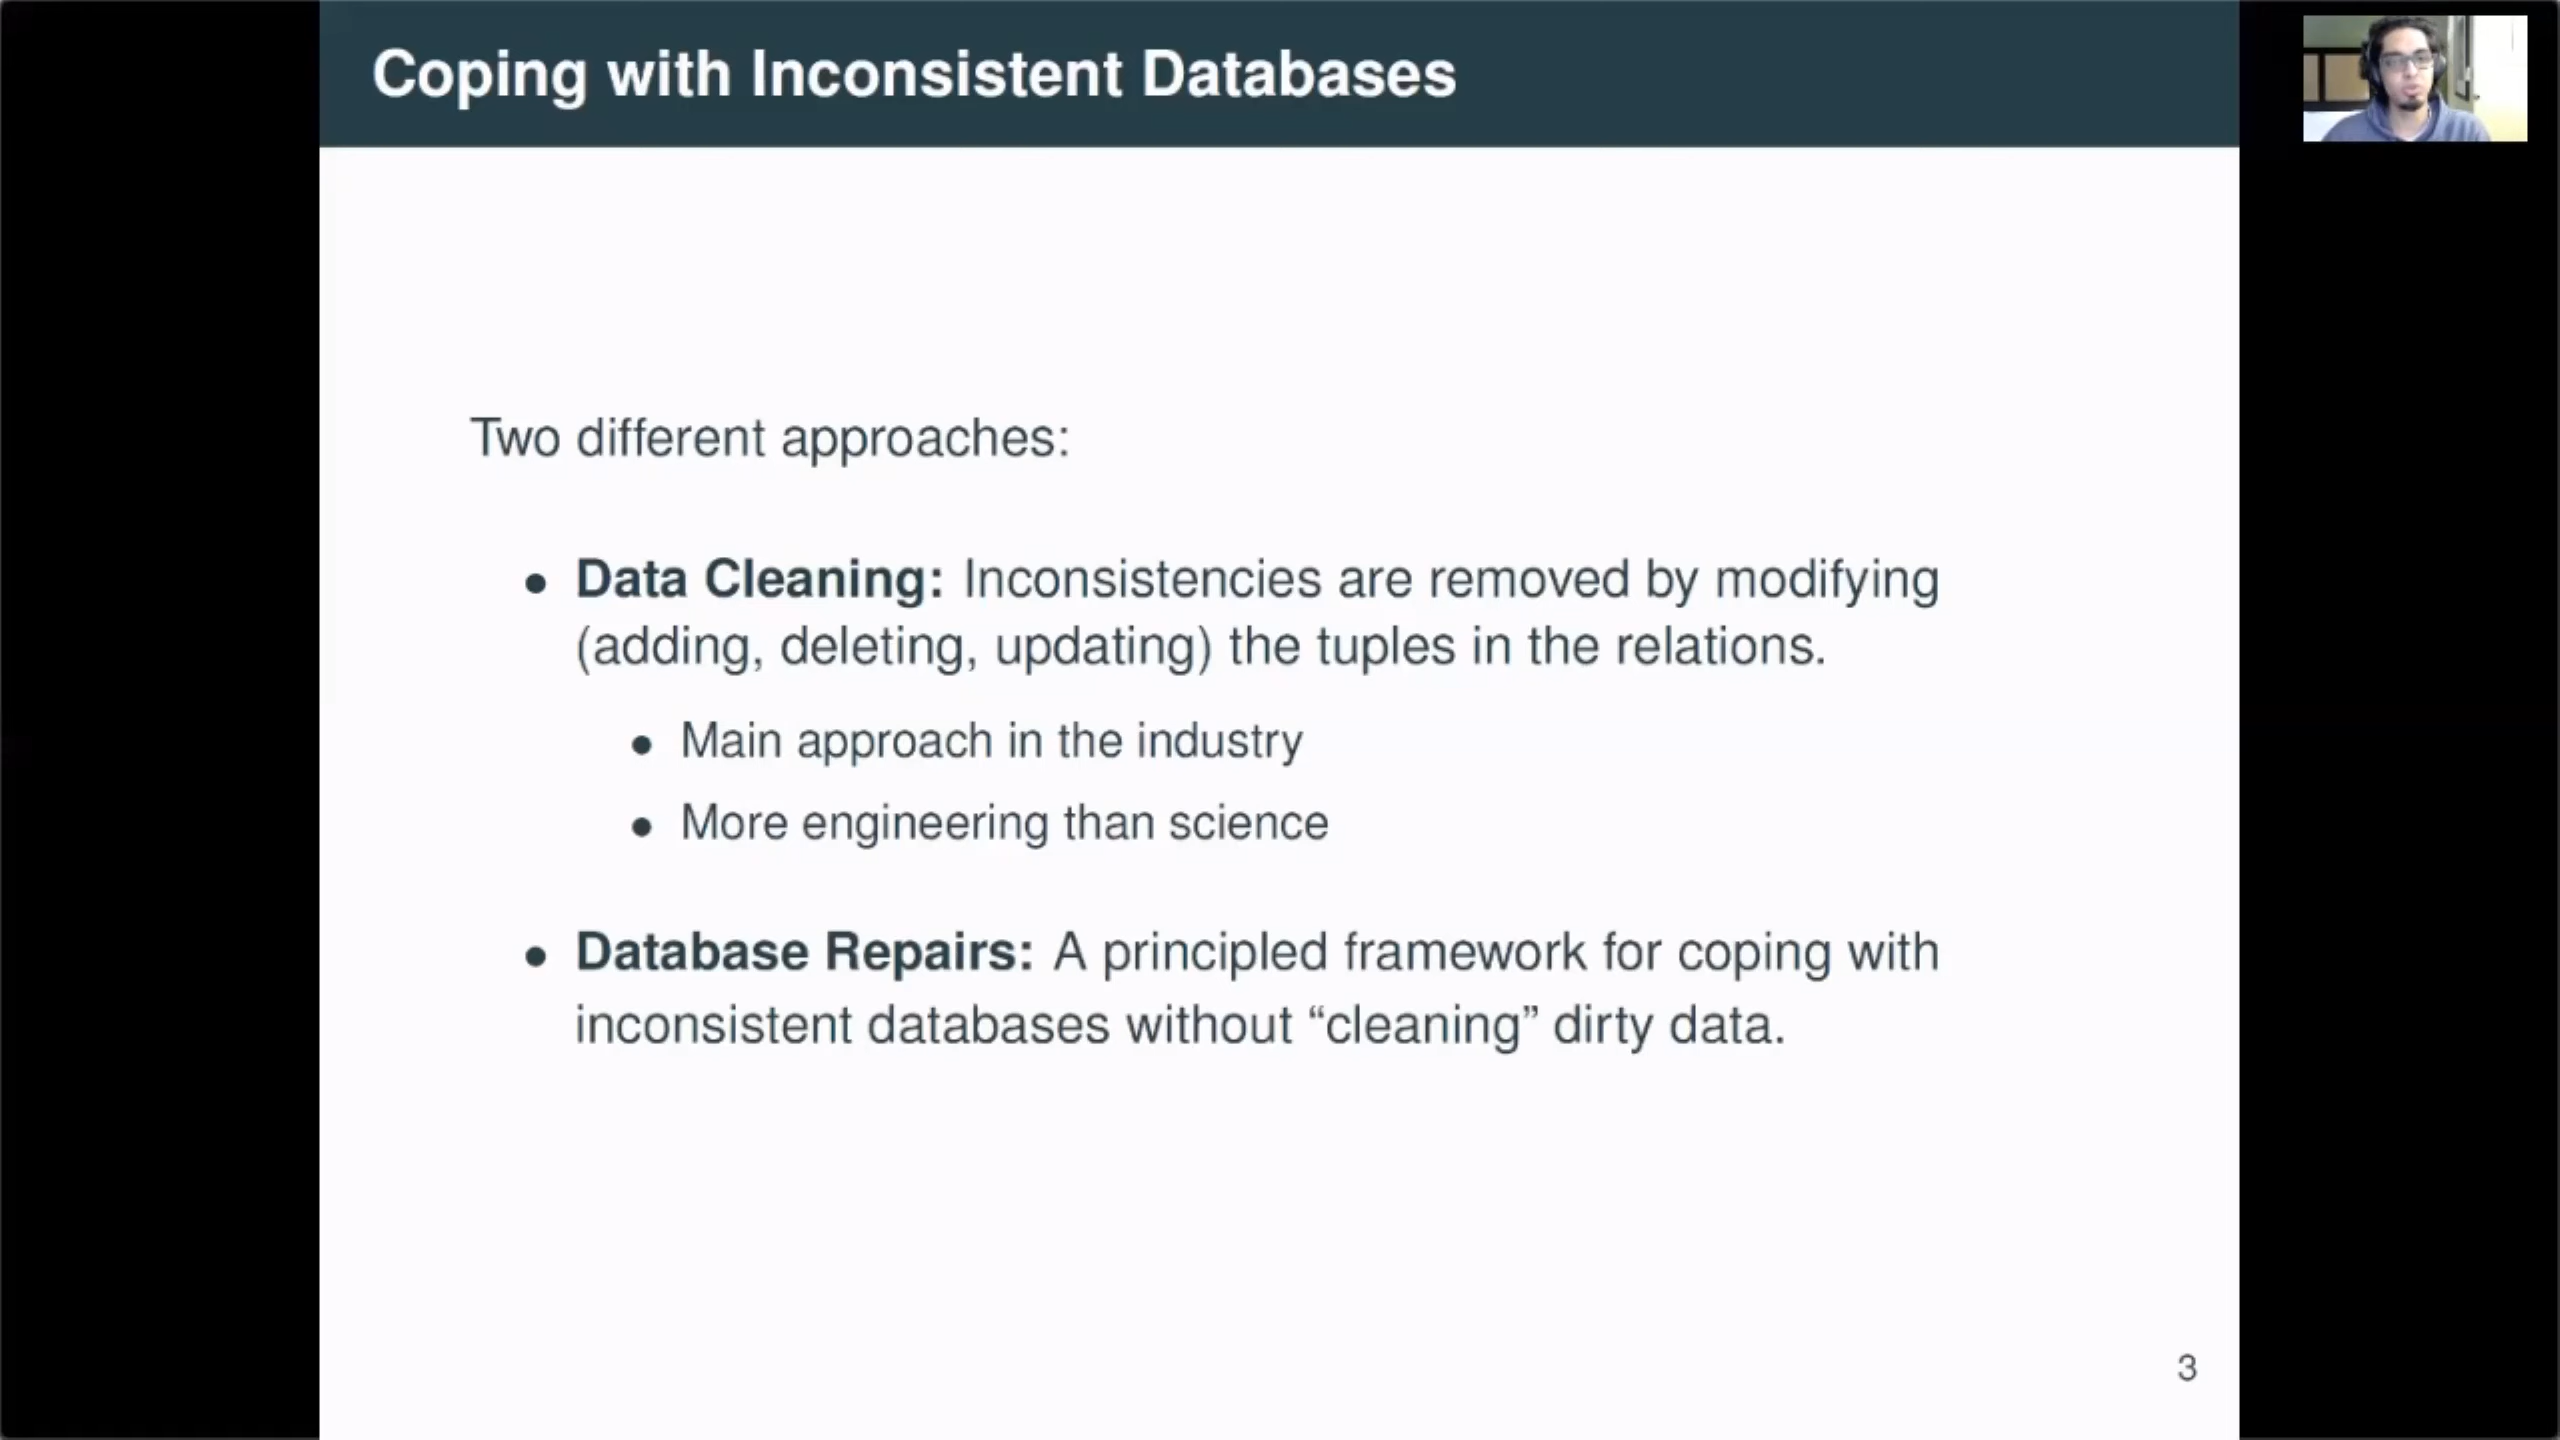 Coping with Inconsistent Databases
Two different approaches:
• Data Cleaning: Inconsistencies are removed by modifying
(adding, deleting, updating) the tuples in the relations.
• Main approach in the industry
• More engineering than science
• Database Repairs: A principled framework for coping with
inconsistent databases without “cleaning” dirty data.
3